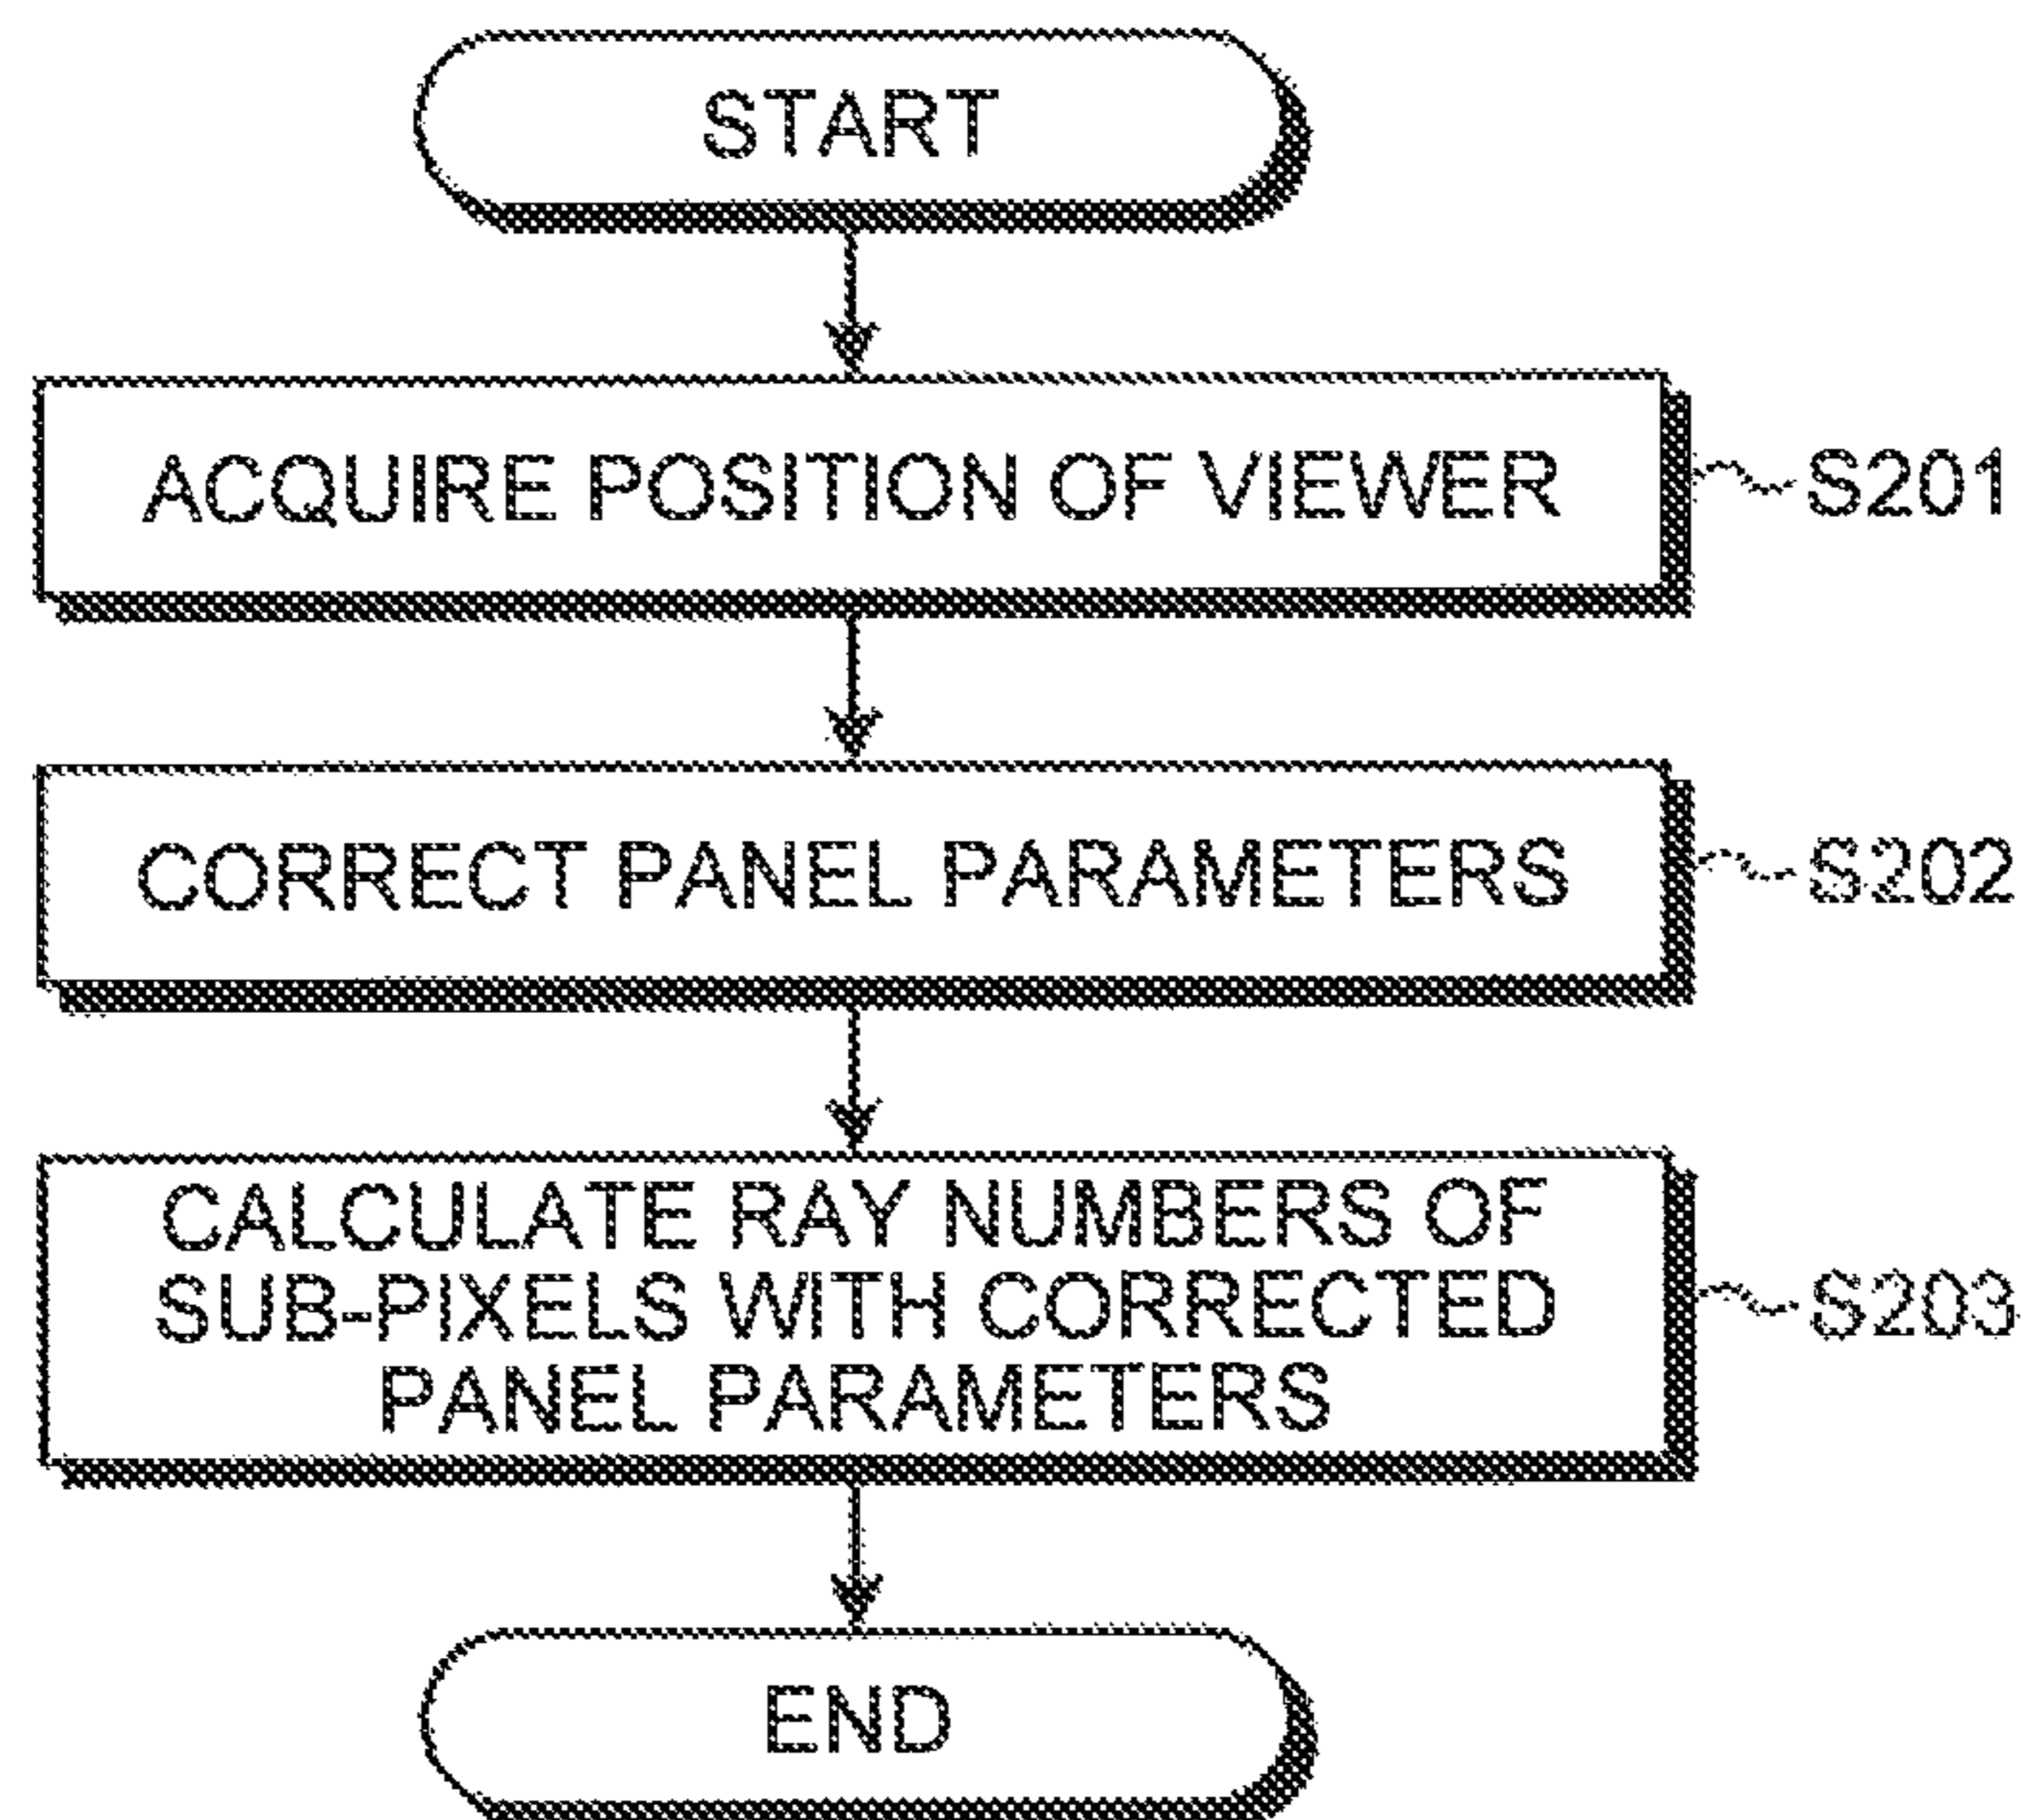 START
ACQUIRE POSITION OF VIEWER
S201
CORRECT PANEL PARAMETERS
S202
CALCULATE RAY NUMBERS OF
SUB-PIXELS WITH CORRECTED
PANEL PARAMETERS
S203
END